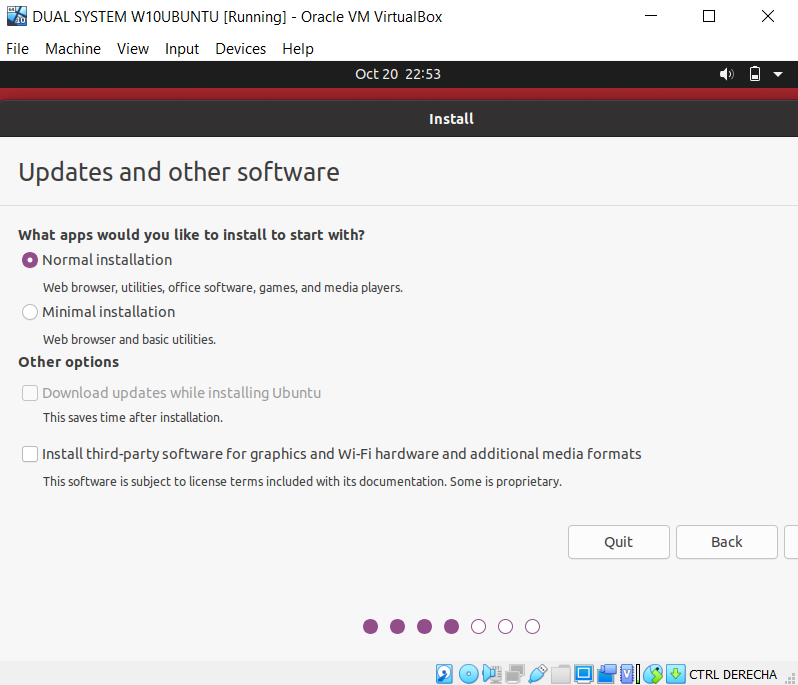 DUAL SYSTEM W10UBUNTU [Running] - Oracle VM VirtualBox
File Machine View Input Devices Help
Oct 20 22:53
Install
Updates and other software
What apps would you like to install to start with?
Normal installation
Web browser, utilities, office software, games, and media players.
Minimal installation
Web browser and basic utilities.
Other options
Download updates while installing Ubuntu
This saves time after installation.
Install third-party software for graphics and Wi-Fi hardware and additional media formats
This software is subject to license terms included with its documentation. Some is proprietary.
Quit Back
CTRL DERECHA